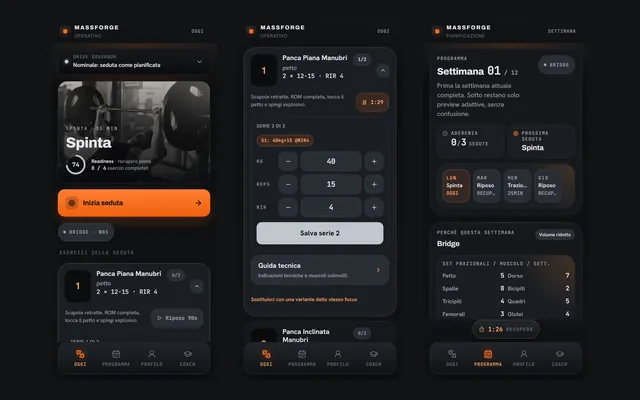 MASSFORGE
OPERATIVO
OGGI
DRIVE GOVERNOR
Nominale: seduta come pianificata
SPINTA · 35 MIN
Spinta
74
Readiness · recupero pieno
0 / 6 esercizi completati
Inizia seduta
BRIDGE · W01
ESERCIZI DELLA SEDUTA
1
Panca Piana Manubri
0/2
petto
2 × 12-15 · RIR 4
Scapole retratte, ROM completa, tocca il
petto e spingi esplosivo.
Riposo 90s
OGGI
PROGRAMMA
PROFILO
COACH
MASSFORGE
OPERATIVO
OGGI
1
Panca Piana Manubri
1/2
petto
2 × 12-15 · RIR 4
Scapole retratte, ROM completa, tocca il
petto e spingi esplosivo.
1:29
SERIE 2 DI 2
S1: 40kg×15 @RIR4
KG
−
40
+
REPS
−
15
+
RIR
−
4
+
Salva serie 2
Guida tecnica
Indicazioni tecniche e muscoli coinvolti.
Sostituisci con una variante dello stesso focus
Panca Inclinata
Manubri
0/2
OGGI
PROGRAMMA
PROFILO
COACH
MASSFORGE
PIANIFICAZIONE
SETTIMANA
PROGRAMMA
Settimana 01 / 12
BRIDGE
Prima la settimana attuale
completa. Sotto restano solo
preview adattive, senza
confusione.
ADERENZA
0/3 SEDUTE
PROSSIMA
SEDUTA
Spinta
LUN
Spinta
OGGI
MAR
Riposo
RECUP…
MER
Trazio…
25MIN
GIO
Riposo
RECUP…
PERCHÉ QUESTA SETTIMANA
Bridge
Volume ridotto
SET FRAZIONALI / MUSCOLO / SETT.
Petto 5 Dorso 7
Spalle 8 Bicipiti 2
Tricipiti 4 Quadri 5
Femorali 3 Glutei 4
1:26 RECUPERO
OGGI
PROGRAMMA
PROFILO
COACH